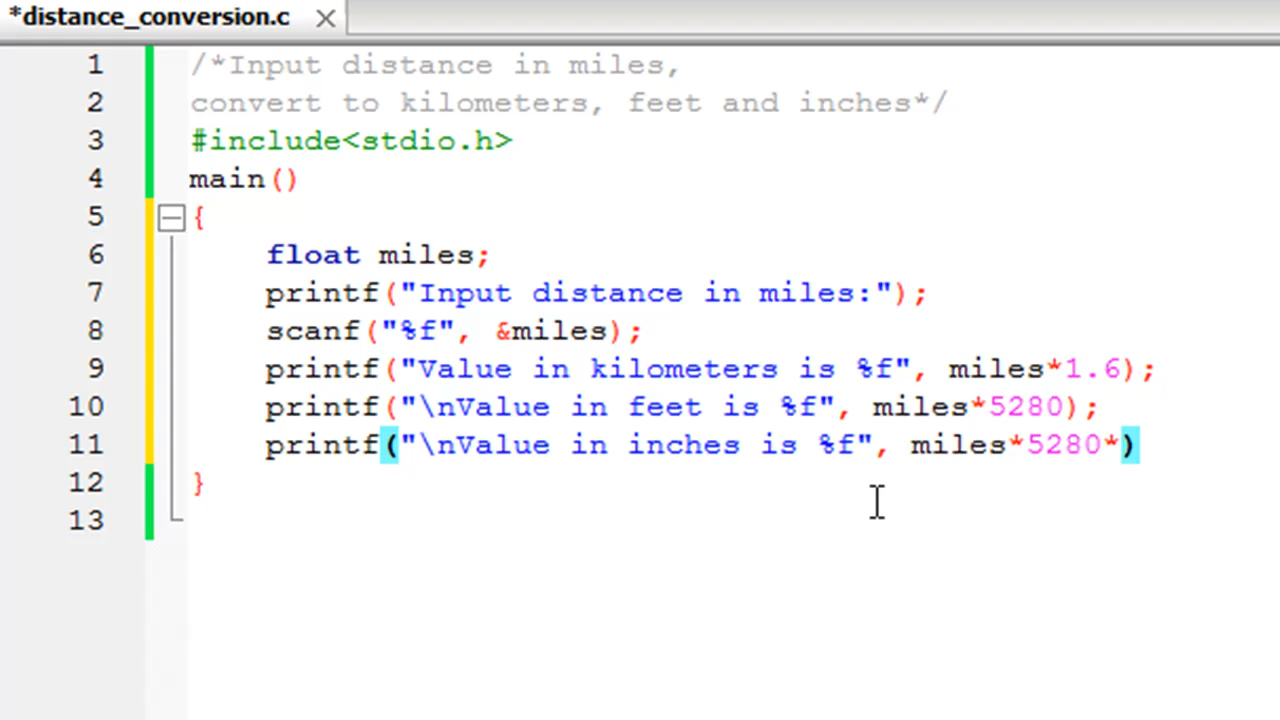 *distance_conversion.c ×
1 /*Input distance in miles,
2 convert to kilometers, feet and inches*/
3 #include<stdio.h>
4 main()
5 {
6 float miles;
7 printf("Input distance in miles:");
8 scanf("%f", &miles);
9 printf("Value in kilometers is %f", miles*1.6);
10 printf("\nValue in feet is %f", miles*5280);
11 printf("\nValue in inches is %f", miles*5280*)
12 }
13